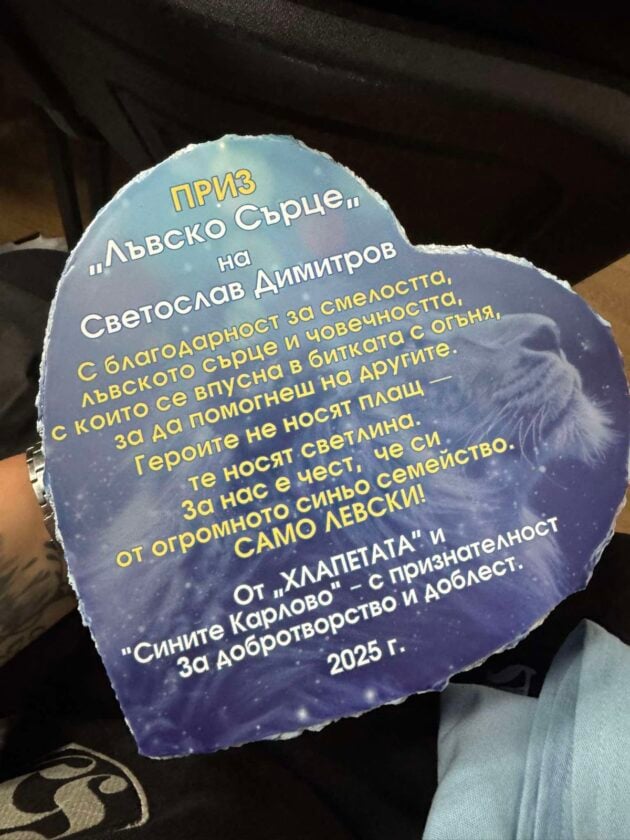 ПРИЗ
„Лъвско Сърце„
на
Светослав Димитров
С благодарност за смелостта,
лъвското сърце и човечността,
с които се впусна в битката с огъня,
за да помогнеш на другите.
Героите не носят плащ —
те носят светлина.
За нас е чест, че си
от огромното синьо семейство.
САМО ЛЕВСКИ!
От „ХЛАПЕТАТА" и
"Сините Карлово" – с признателност
За добротворство и доблест.
2025 г.